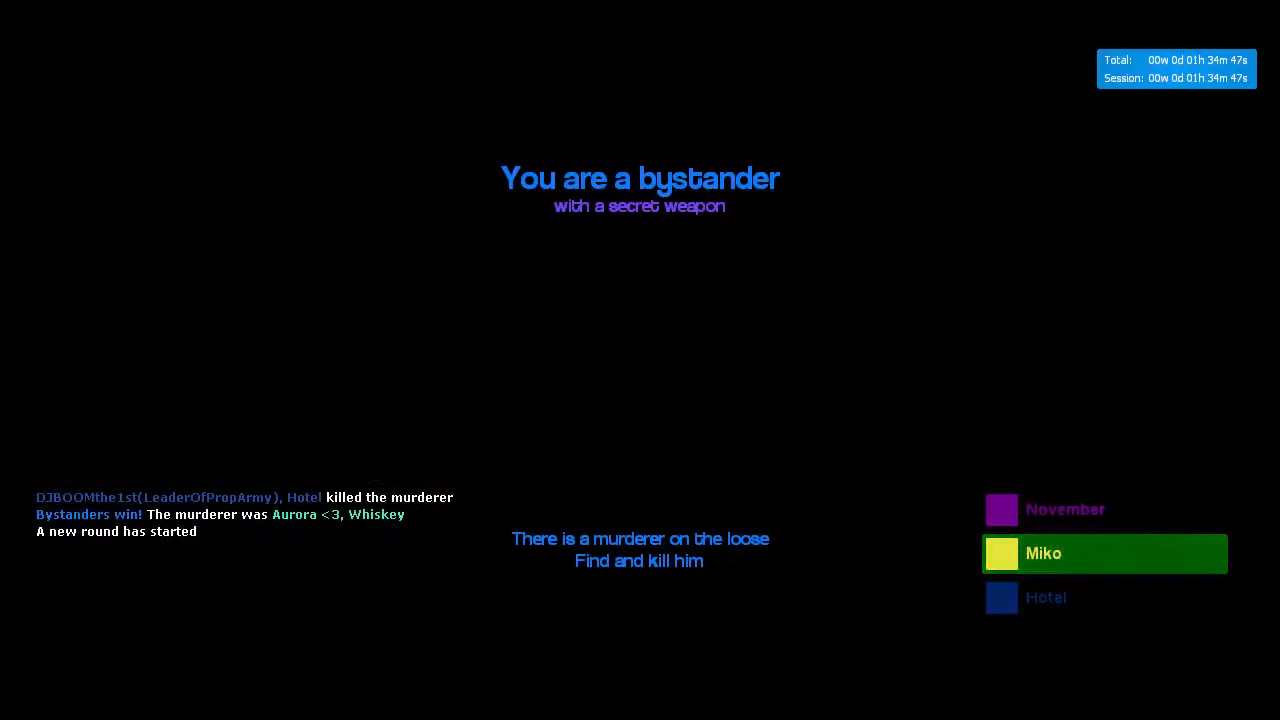 Total: 00w 0d 01h 34m 47s
Session: 00w 0d 01h 34m 47s
You are a bystander
with a secret weapon
DJBOOMthe1st(LeaderOfPropArmy), Hotel killed the murderer
Bystanders win! The murderer was Aurora <3, Whiskey
A new round has started
There is a murderer on the loose
Find and kill him
November
Miko
Hotel